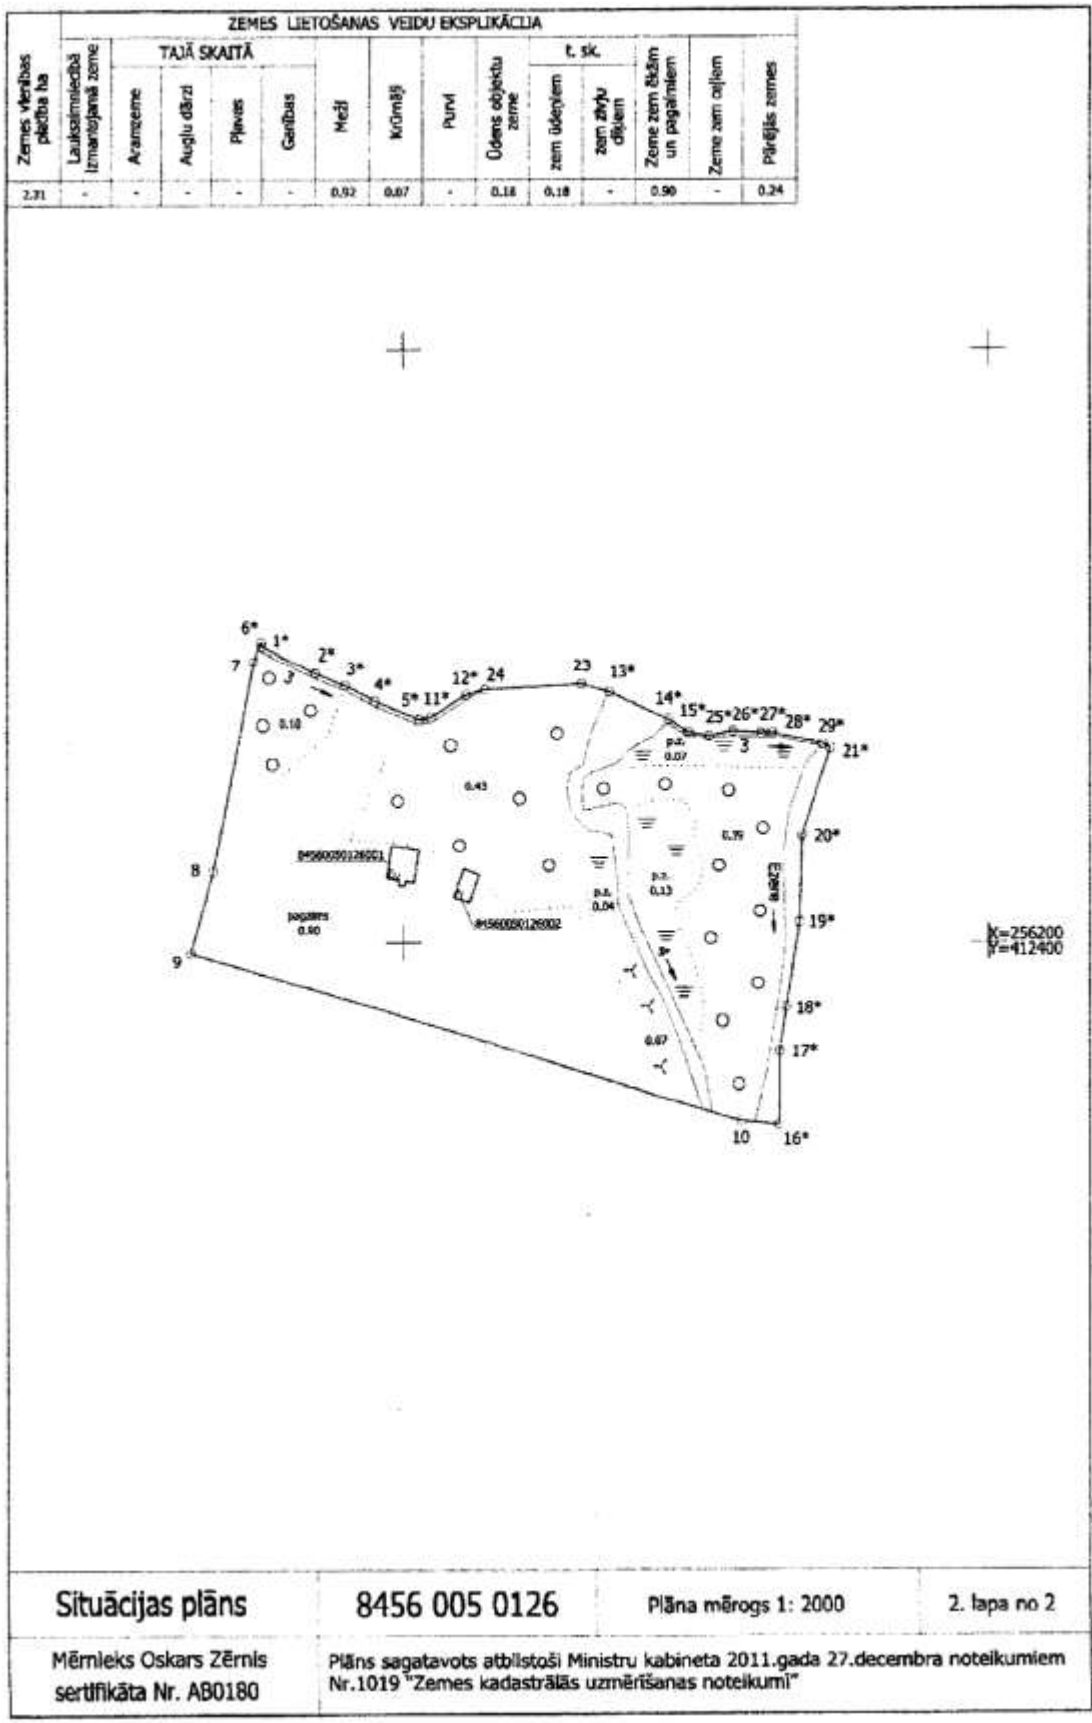 ZEMES LIETOŠANAS VEIDU EKSPLIKĀCIJA
Zemes vienības platība ha
Lauksaimniecībā izmantojamā zeme
TAJĀ SKAITĀ
Aramzeme
Augļu dārzi
Pļavas
Ganības
Meži
Krūmāji
Purvi
Ūdens objektu zeme
t. sk.
zem ūdeņiem
zem zivju dīķiem
Zeme zem ēkām un pagalmiem
Zeme zem ceļiem
Pārējās zemes
2.31 - - - - - 0.92 0.07 - 0.18 0.18 - 0.90 - 0.24
6*
1*
7
2*
3
3*
4*
5*
11*
12*
24
23
13*
14*
15*
25*
26*
27*
28*
29*
21*
p.z.
0.07
3
0.10
0.43
0.39
20*
84560050126001
8
p.z.
0.13
p.z.
0.04
Ezere
pagalms
0.90
84560050126002
19*
X=256200
Y=412400
9
A
18*
0.07
17*
10
16*
Situācijas plāns
8456 005 0126
Plāna mērogs 1: 2000
2. lapa no 2
Mērnieks Oskars Zērnis
sertifikāta Nr. AB0180
Plāns sagatavots atbilstoši Ministru kabineta 2011.gada 27.decembra noteikumiem
Nr.1019 "Zemes kadastrālās uzmērīšanas noteikumi"